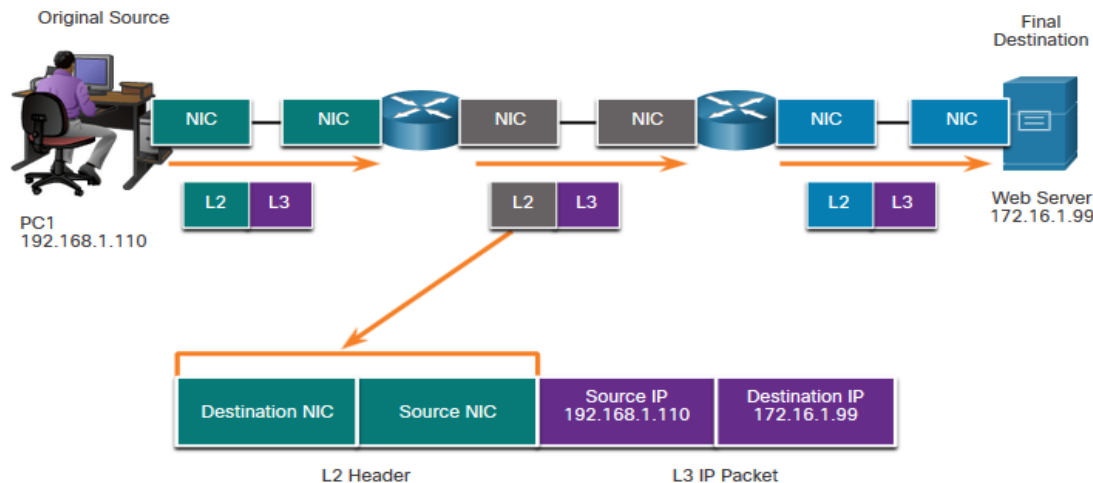 Original Source
Final
Destination
NIC
NIC
NIC
NIC
NIC
NIC
L2
L3
L2
L3
L2
L3
PC1
192.168.1.110
Web Server
172.16.1.99
Destination NIC
Source NIC
Source IP
192.168.1.110
Destination IP
172.16.1.99
L2 Header
L3 IP Packet